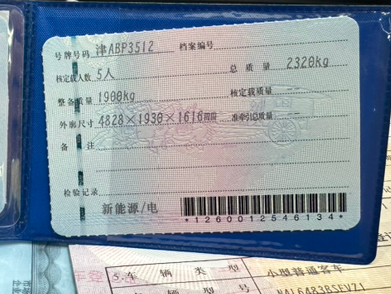 号牌号码 津ABP3512 档案编号
核定载人数 5人 总质量 2320kg
整备质量 1900kg 核定载质量
外廓尺寸 4828×1930×1616mm 准牵引总质量
备注
检验记录
新能源/电
*1260012546134*
5.车辆类型 小型普通客车